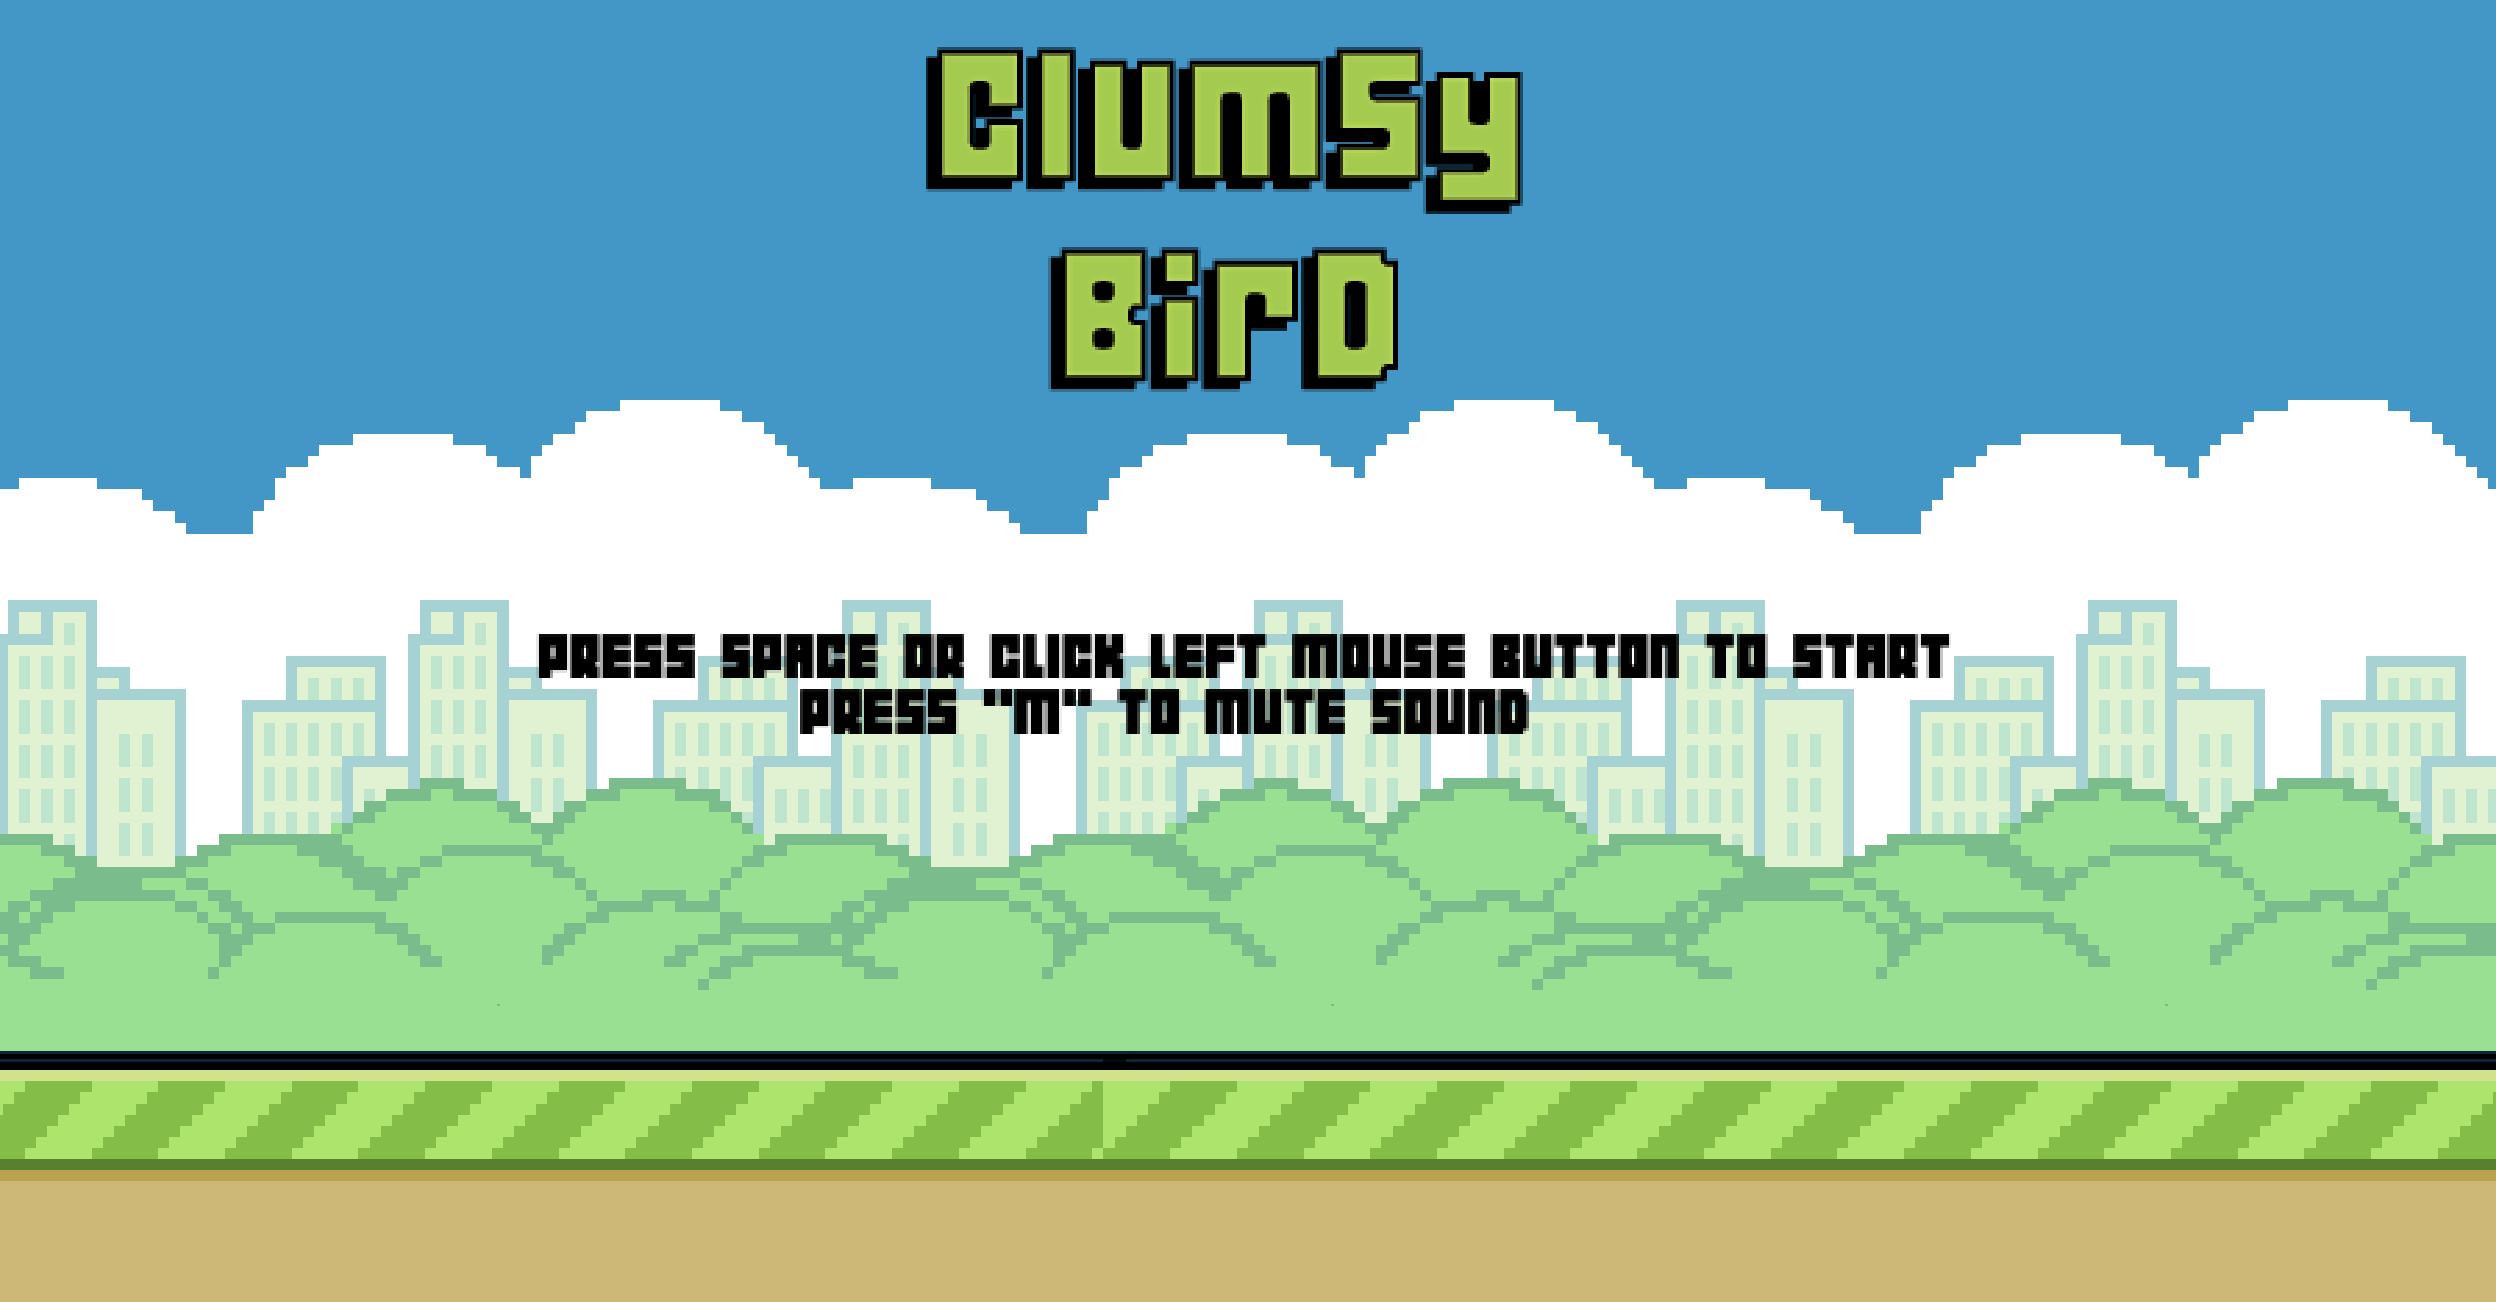 Clumsy
Bird
PRESS SPACE OR CLICK LEFT MOUSE BUTTON TO START
PRESS "M" TO MUTE SOUND